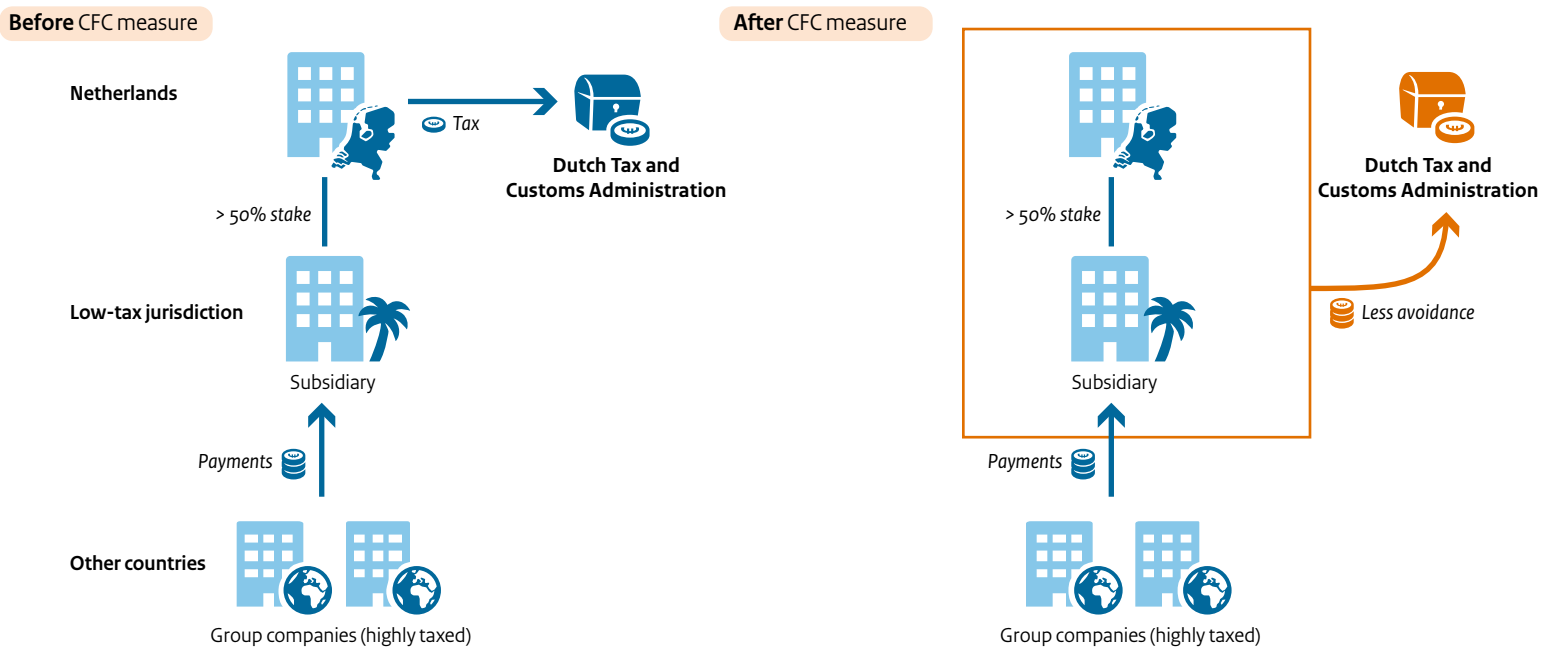 Before CFC measure
Netherlands
Tax
Dutch Tax and
Customs Administration
> 50% stake
Low-tax jurisdiction
Subsidiary
Payments
Other countries
Group companies (highly taxed)
After CFC measure
Dutch Tax and
Customs Administration
> 50% stake
Less avoidance
Subsidiary
Payments
Group companies (highly taxed)